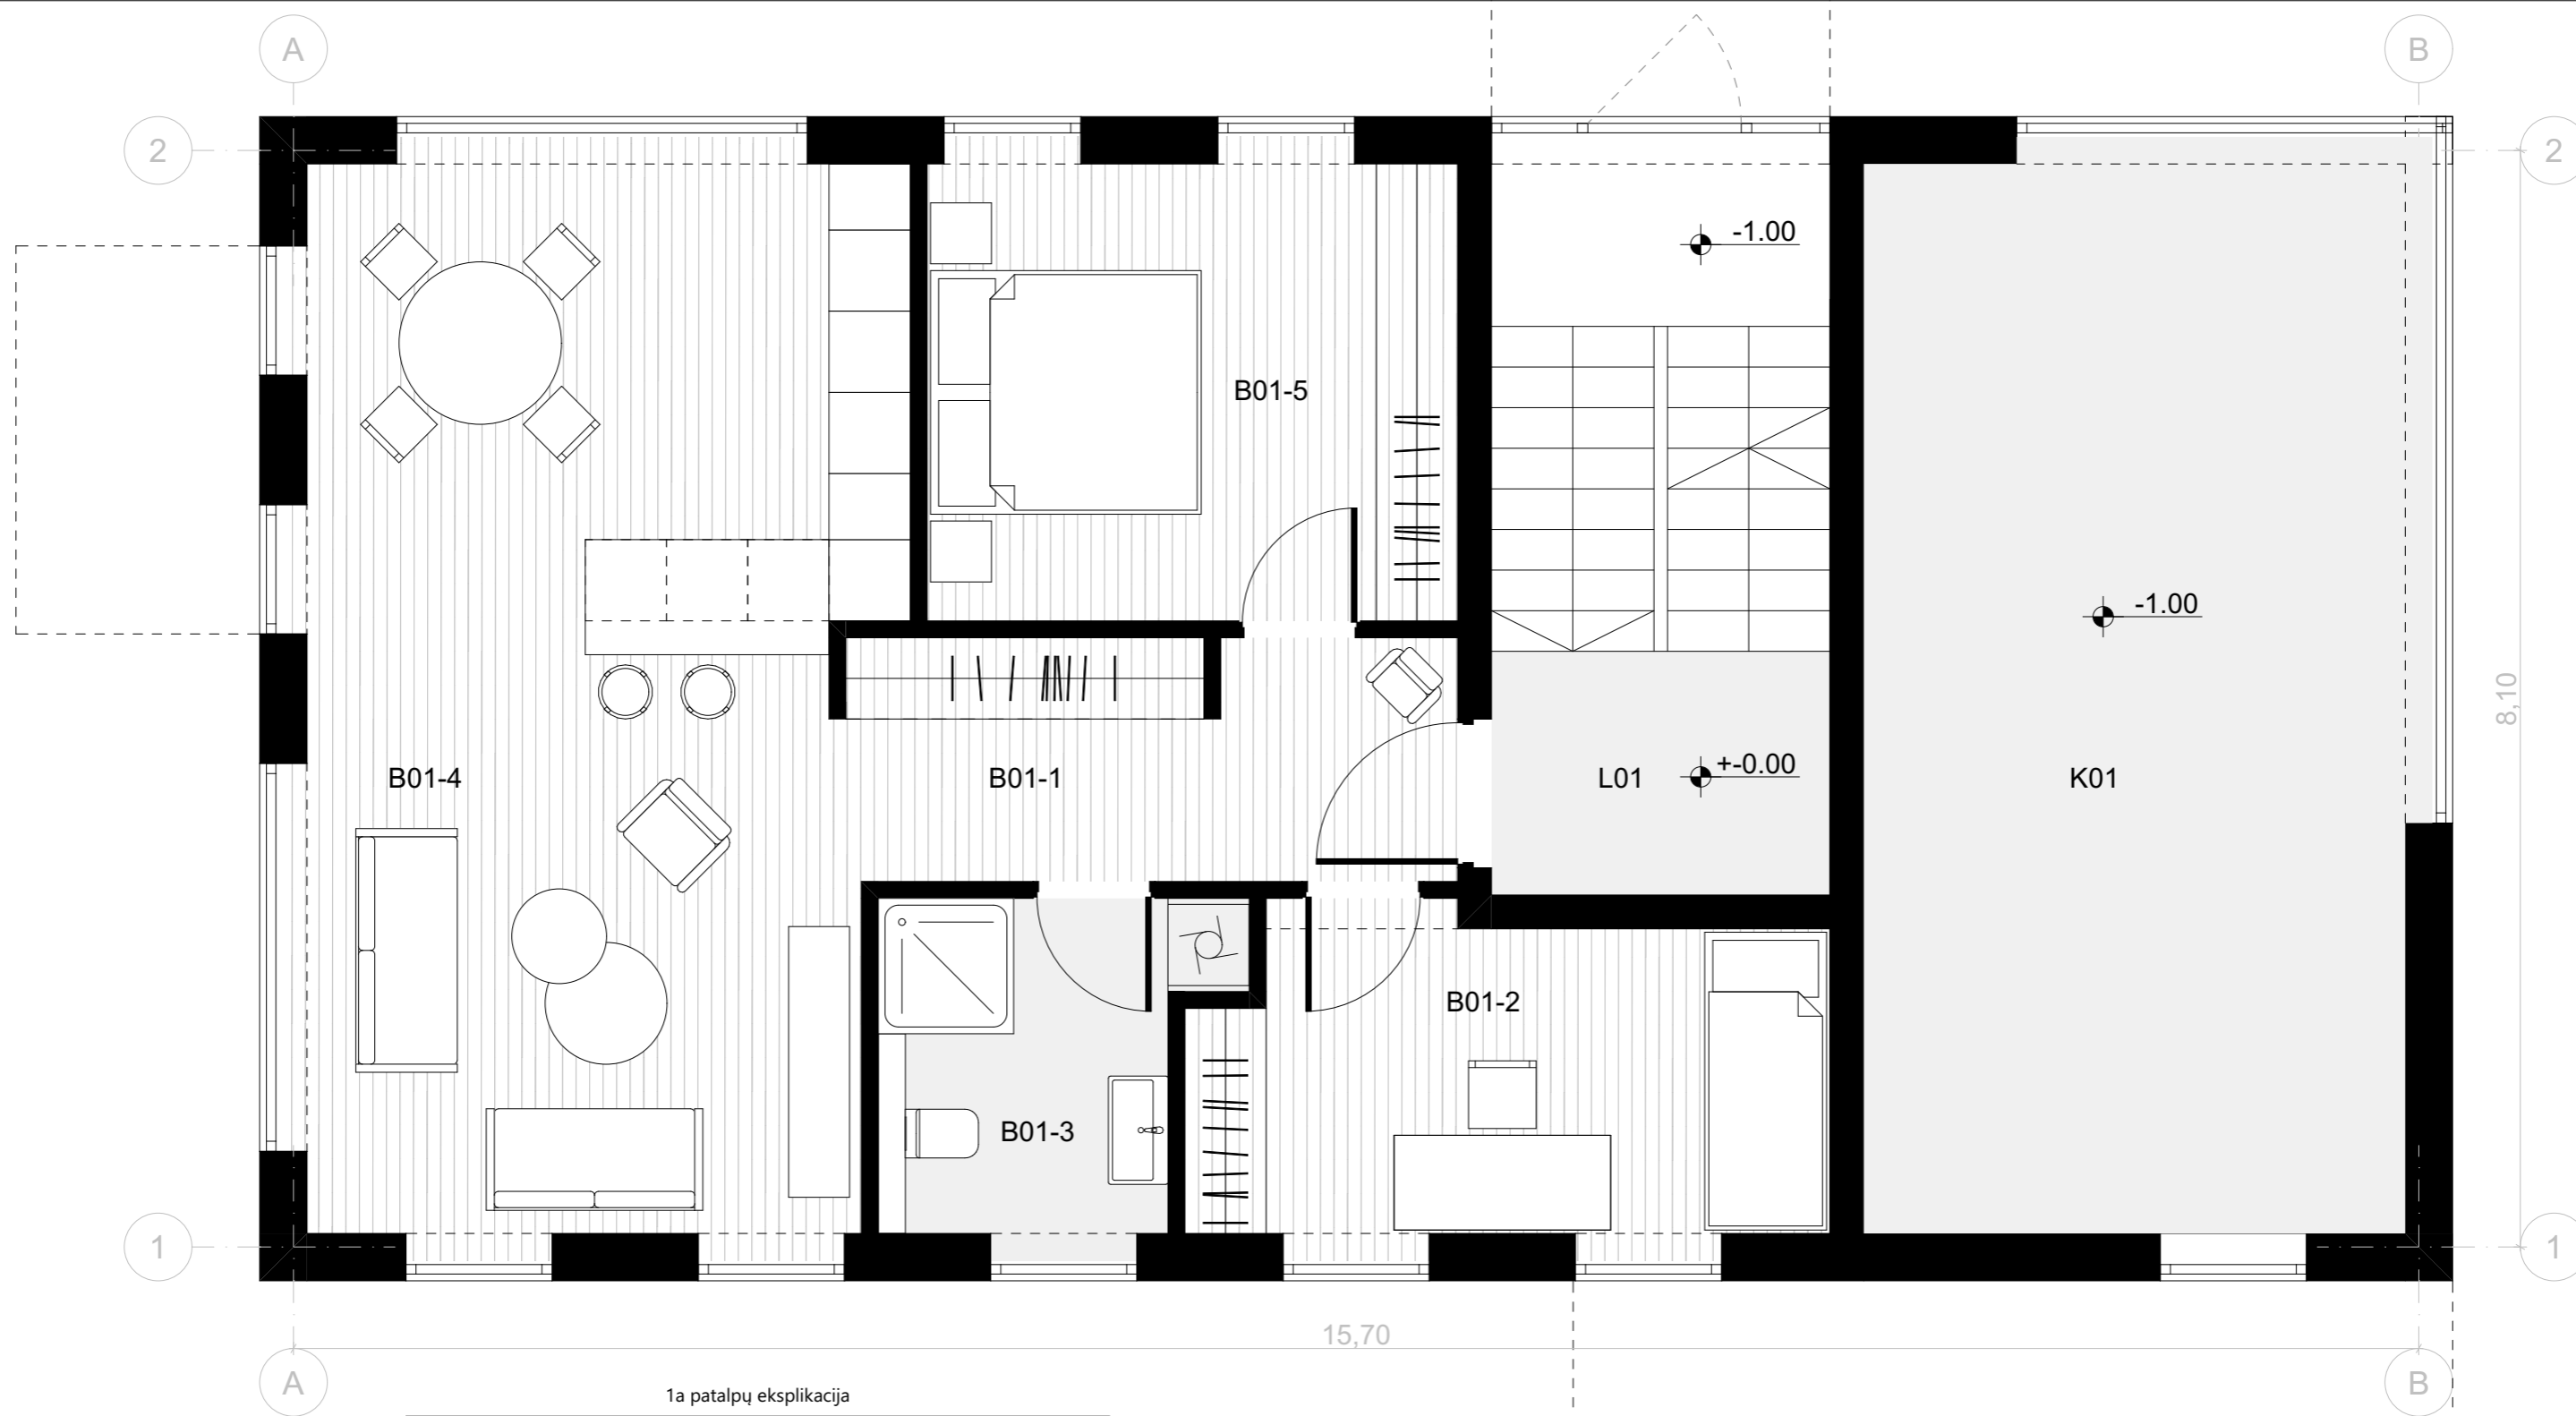 A
B
2
2
-1.00
B01-5
-1.00
8,10
B01-4
B01-1
L01
+-0.00
K01
B01-2
B01-3
1
1
15,70
A
B
1a patalpų eksplikacija